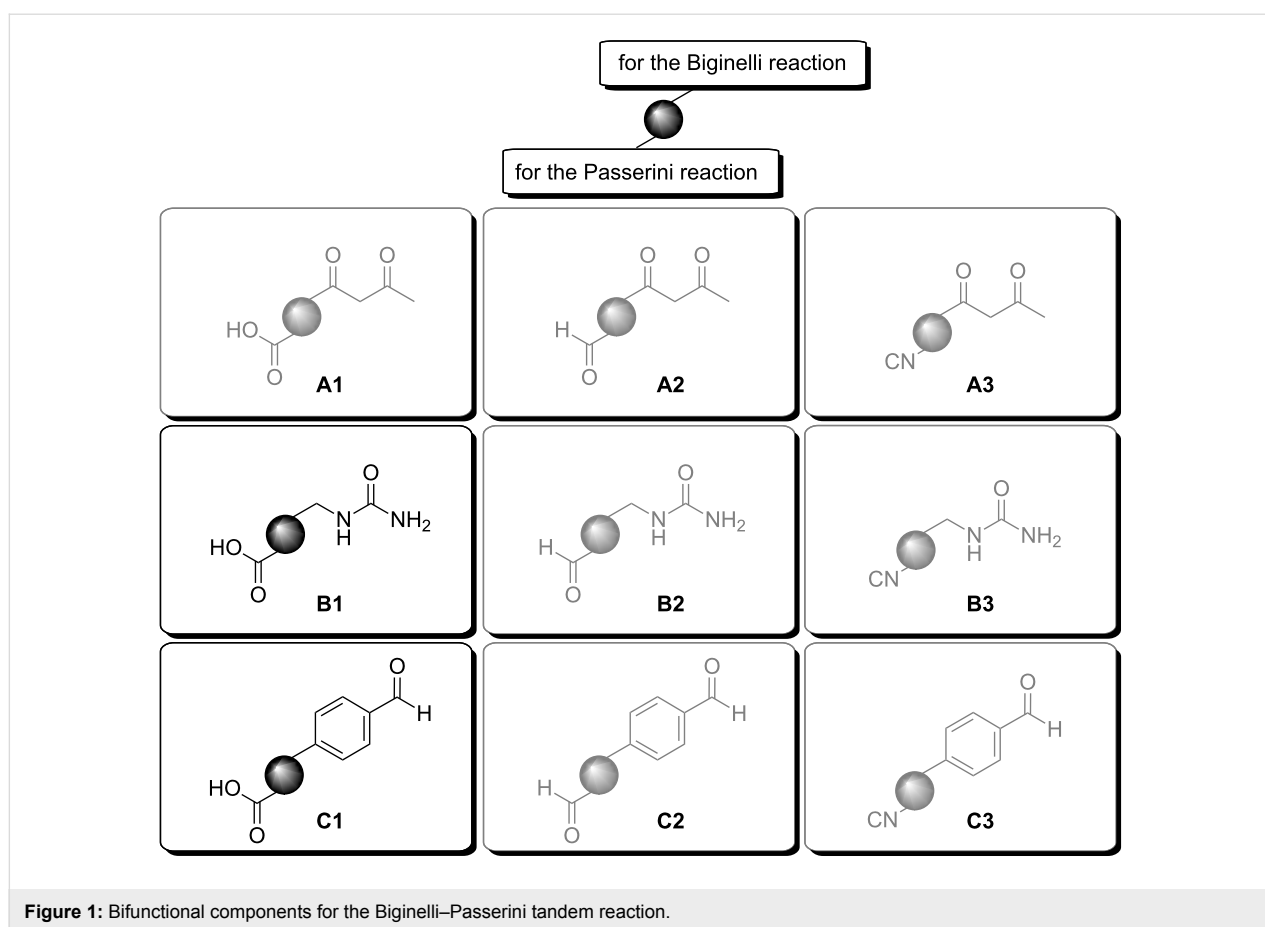 for the Biginelli reaction
for the Passerini reaction
O O
HO
O
A1
O O
H
O
A2
O O
CN
A3
O
N
H
NH2
HO
O
B1
O
N
H
NH2
H
O
B2
O
N
H
NH2
CN
B3
O
H
HO
O
C1
O
H
H
O
C2
O
H
CN
C3
Figure 1: Bifunctional components for the Biginelli–Passerini tandem reaction.